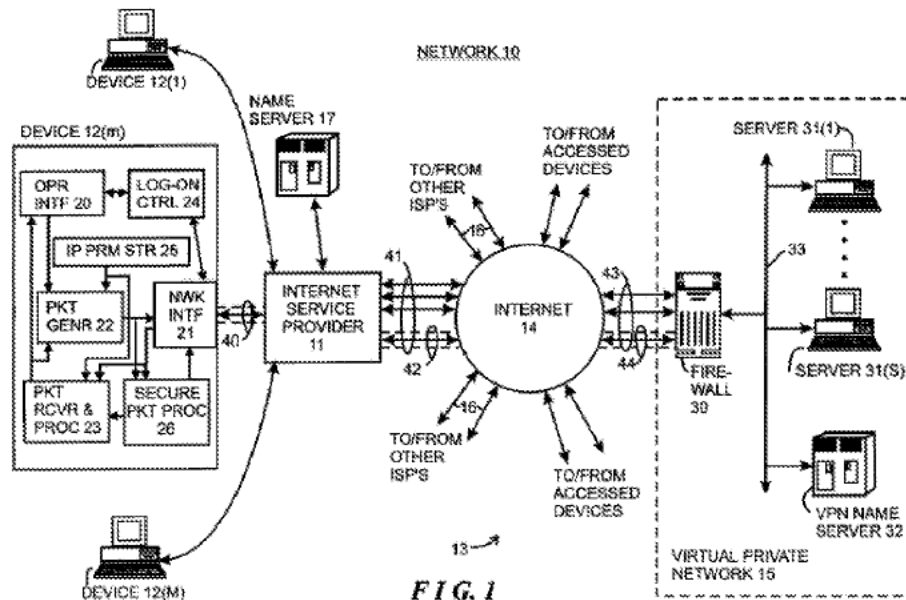 NETWORK 10
DEVICE 12(1)
NAME
SERVER 17
DEVICE 12(m)
OPR
INTF 20
LOG-ON
CTRL 24
IP PRM STR 25
PKT
GENR 22
NWK
INTF
21
PKT
RCVR &
PROC 23
SECURE
PKT PROC
26
40
INTERNET
SERVICE
PROVIDER
11
41
42
TO/FROM
OTHER
ISP'S
16
TO/FROM
ACCESSED
DEVICES
INTERNET
14
16
TO/FROM
OTHER
ISP'S
TO/FROM
ACCESSED
DEVICES
43
44
FIRE-
WALL
30
33
SERVER 31(1)
SERVER 31(S)
VPN NAME
SERVER 32
VIRTUAL PRIVATE
NETWORK 15
DEVICE 12(M)
13
FIG. 1